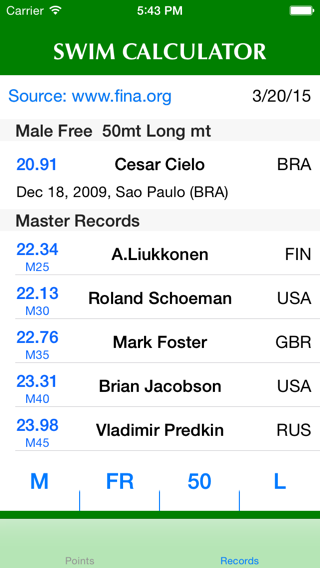 Carrier 5:43 PM
SWIM CALCULATOR
Source: www.fina.org 3/20/15
Male Free 50mt Long mt
20.91 Cesar Cielo BRA
Dec 18, 2009, Sao Paulo (BRA)
Master Records
22.34 A.Liukkonen FIN
M25
22.13 Roland Schoeman USA
M30
22.76 Mark Foster GBR
M35
23.31 Brian Jacobson USA
M40
23.98 Vladimir Predkin RUS
M45
M FR 50 L
Points Records